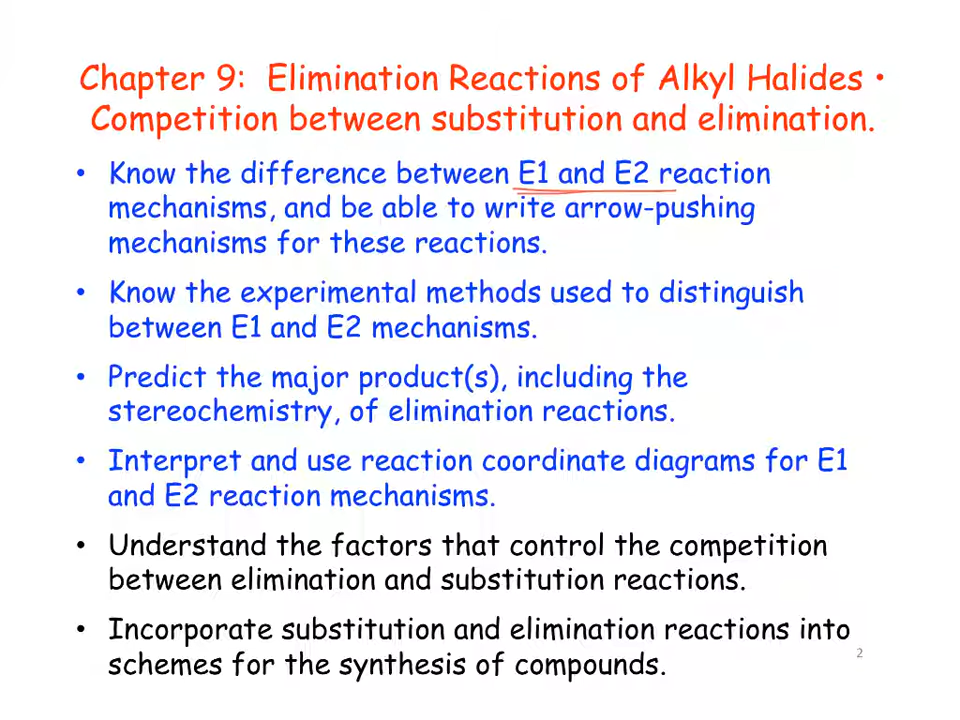 Chapter 9: Elimination Reactions of Alkyl Halides •
Competition between substitution and elimination.
• Know the difference between E1 and E2 reaction
mechanisms, and be able to write arrow-pushing
mechanisms for these reactions.
• Know the experimental methods used to distinguish
between E1 and E2 mechanisms.
• Predict the major product(s), including the
stereochemistry, of elimination reactions.
• Interpret and use reaction coordinate diagrams for E1
and E2 reaction mechanisms.
• Understand the factors that control the competition
between elimination and substitution reactions.
• Incorporate substitution and elimination reactions into
schemes for the synthesis of compounds.
2